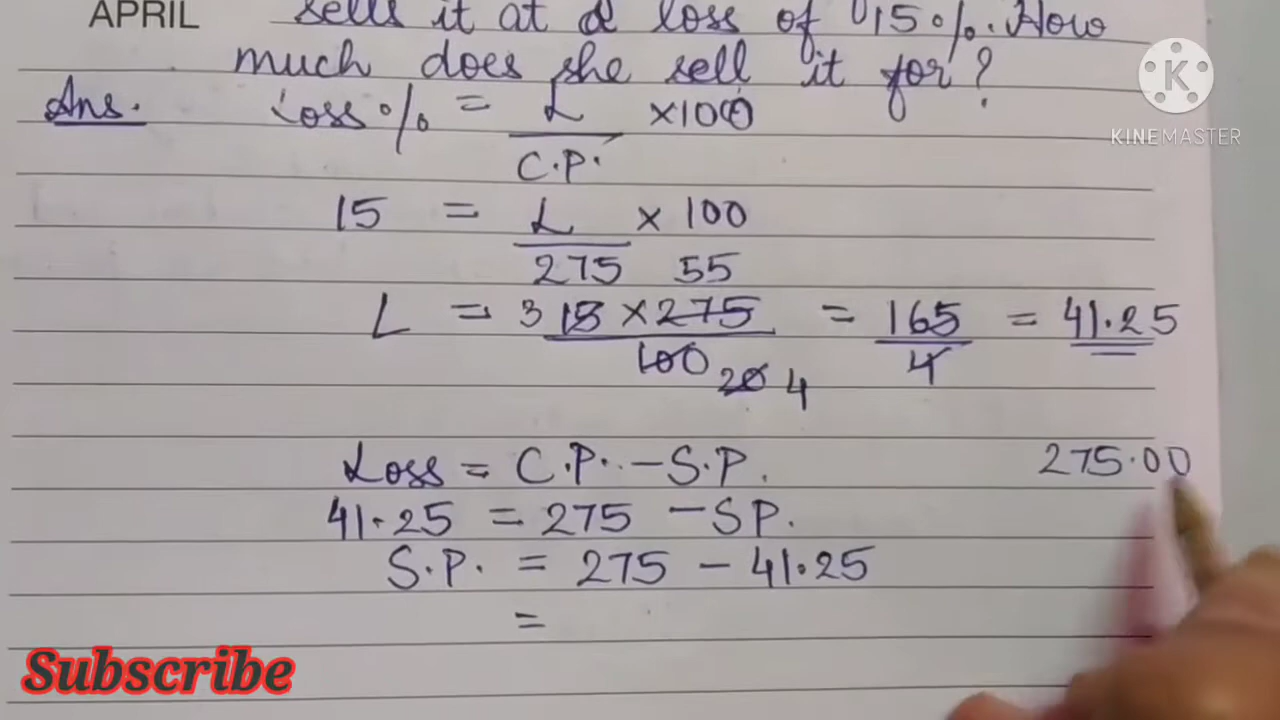 APRIL sells it at a loss of 15%. How
much does she sell it for?
Ans. Loss% = L/C.P. ×100
15 = L/275 × 100
55
L = 3 15 × 275 / 100 20 4 = 165/4 = 41.25
Loss = C.P. - S.P.
275.00
41.25 = 275 - SP.
S.P. = 275 - 41.25
=
K
KINEMASTER
Subscribe